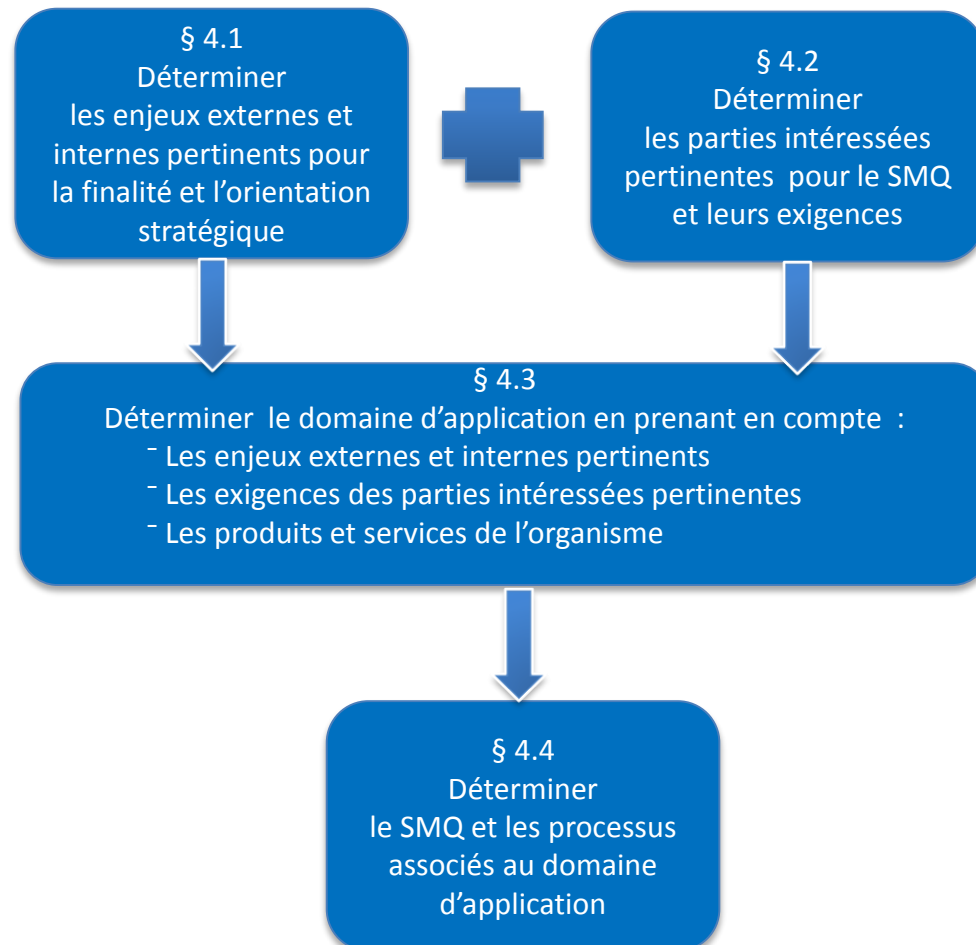 § 4.1
Déterminer
les enjeux externes et
internes pertinents pour
la finalité et l’orientation
stratégique
§ 4.2
Déterminer
les parties intéressées
pertinentes pour le SMQ
et leurs exigences
§ 4.3
Déterminer le domaine d’application en prenant en compte :
⁻ Les enjeux externes et internes pertinents
⁻ Les exigences des parties intéressées pertinentes
⁻ Les produits et services de l’organisme
§ 4.4
Déterminer
le SMQ et les processus
associés au domaine
d’application